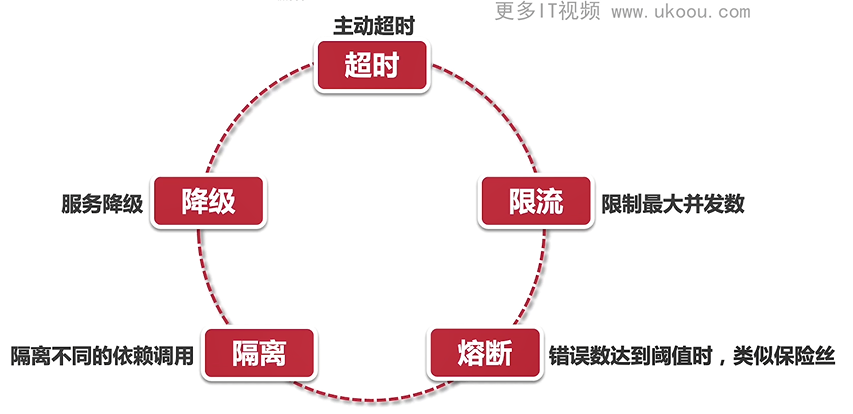 更多IT视频 www.ukoou.com
主动超时
超时
服务降级
降级
限流
限制最大并发数
隔离不同的依赖调用
隔离
熔断
错误数达到阈值时，类似保险丝